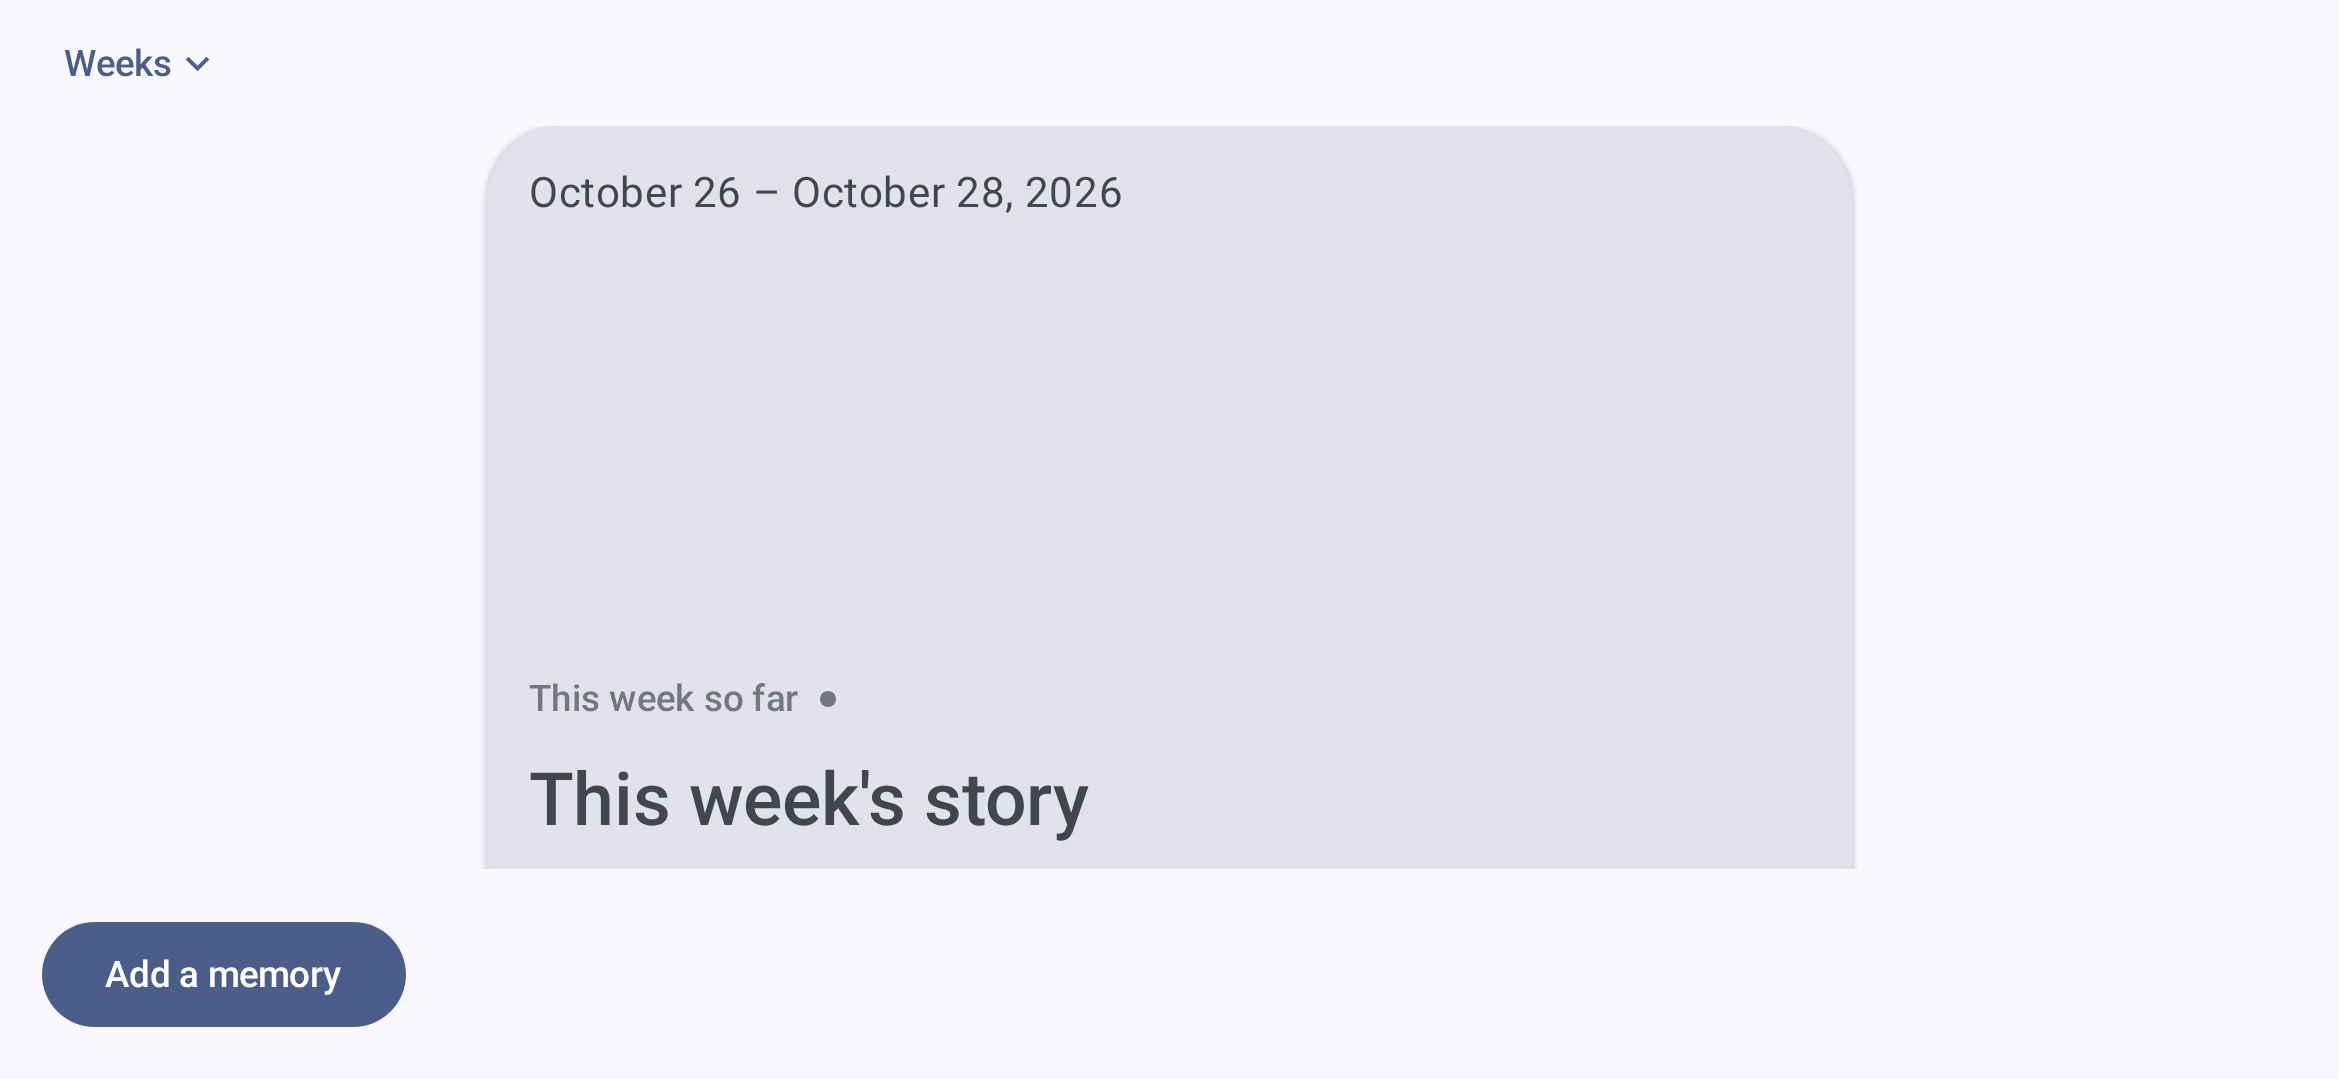 Weeks
October 26 – October 28, 2026
This week so far
This week's story
Add a memory